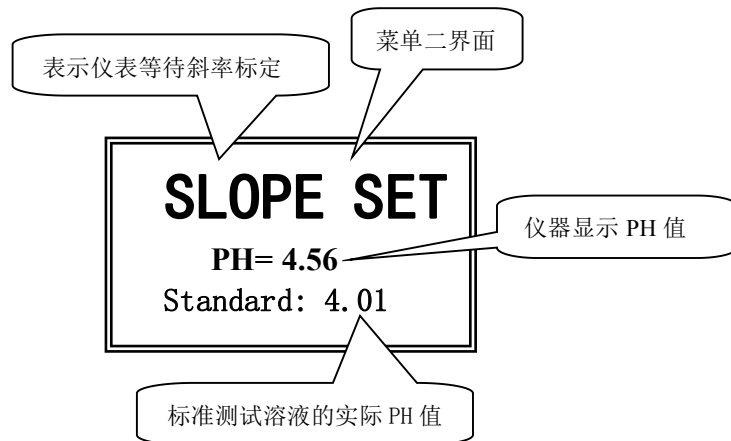 菜单二界面
表示仪表等待斜率标定
SLOPE SET
PH= 4.56
仪器显示 PH 值
Standard: 4.01
标准测试溶液的实际 PH 值